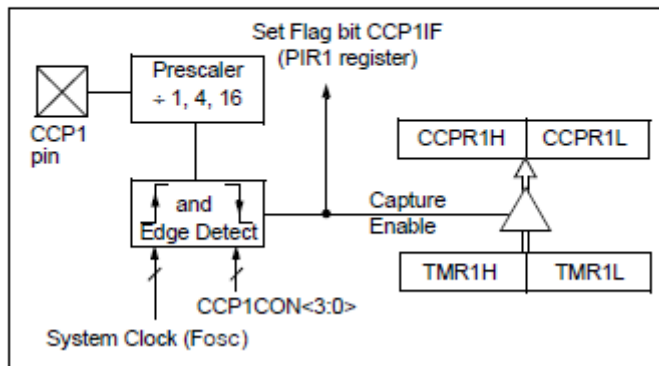 Set Flag bit CCP1IF
(PIR1 register)
Prescaler
÷ 1, 4, 16
CCP1
pin
CCPR1H
CCPR1L
and
Edge Detect
Capture
Enable
TMR1H
TMR1L
CCP1CON<3:0>
System Clock (Fosc)